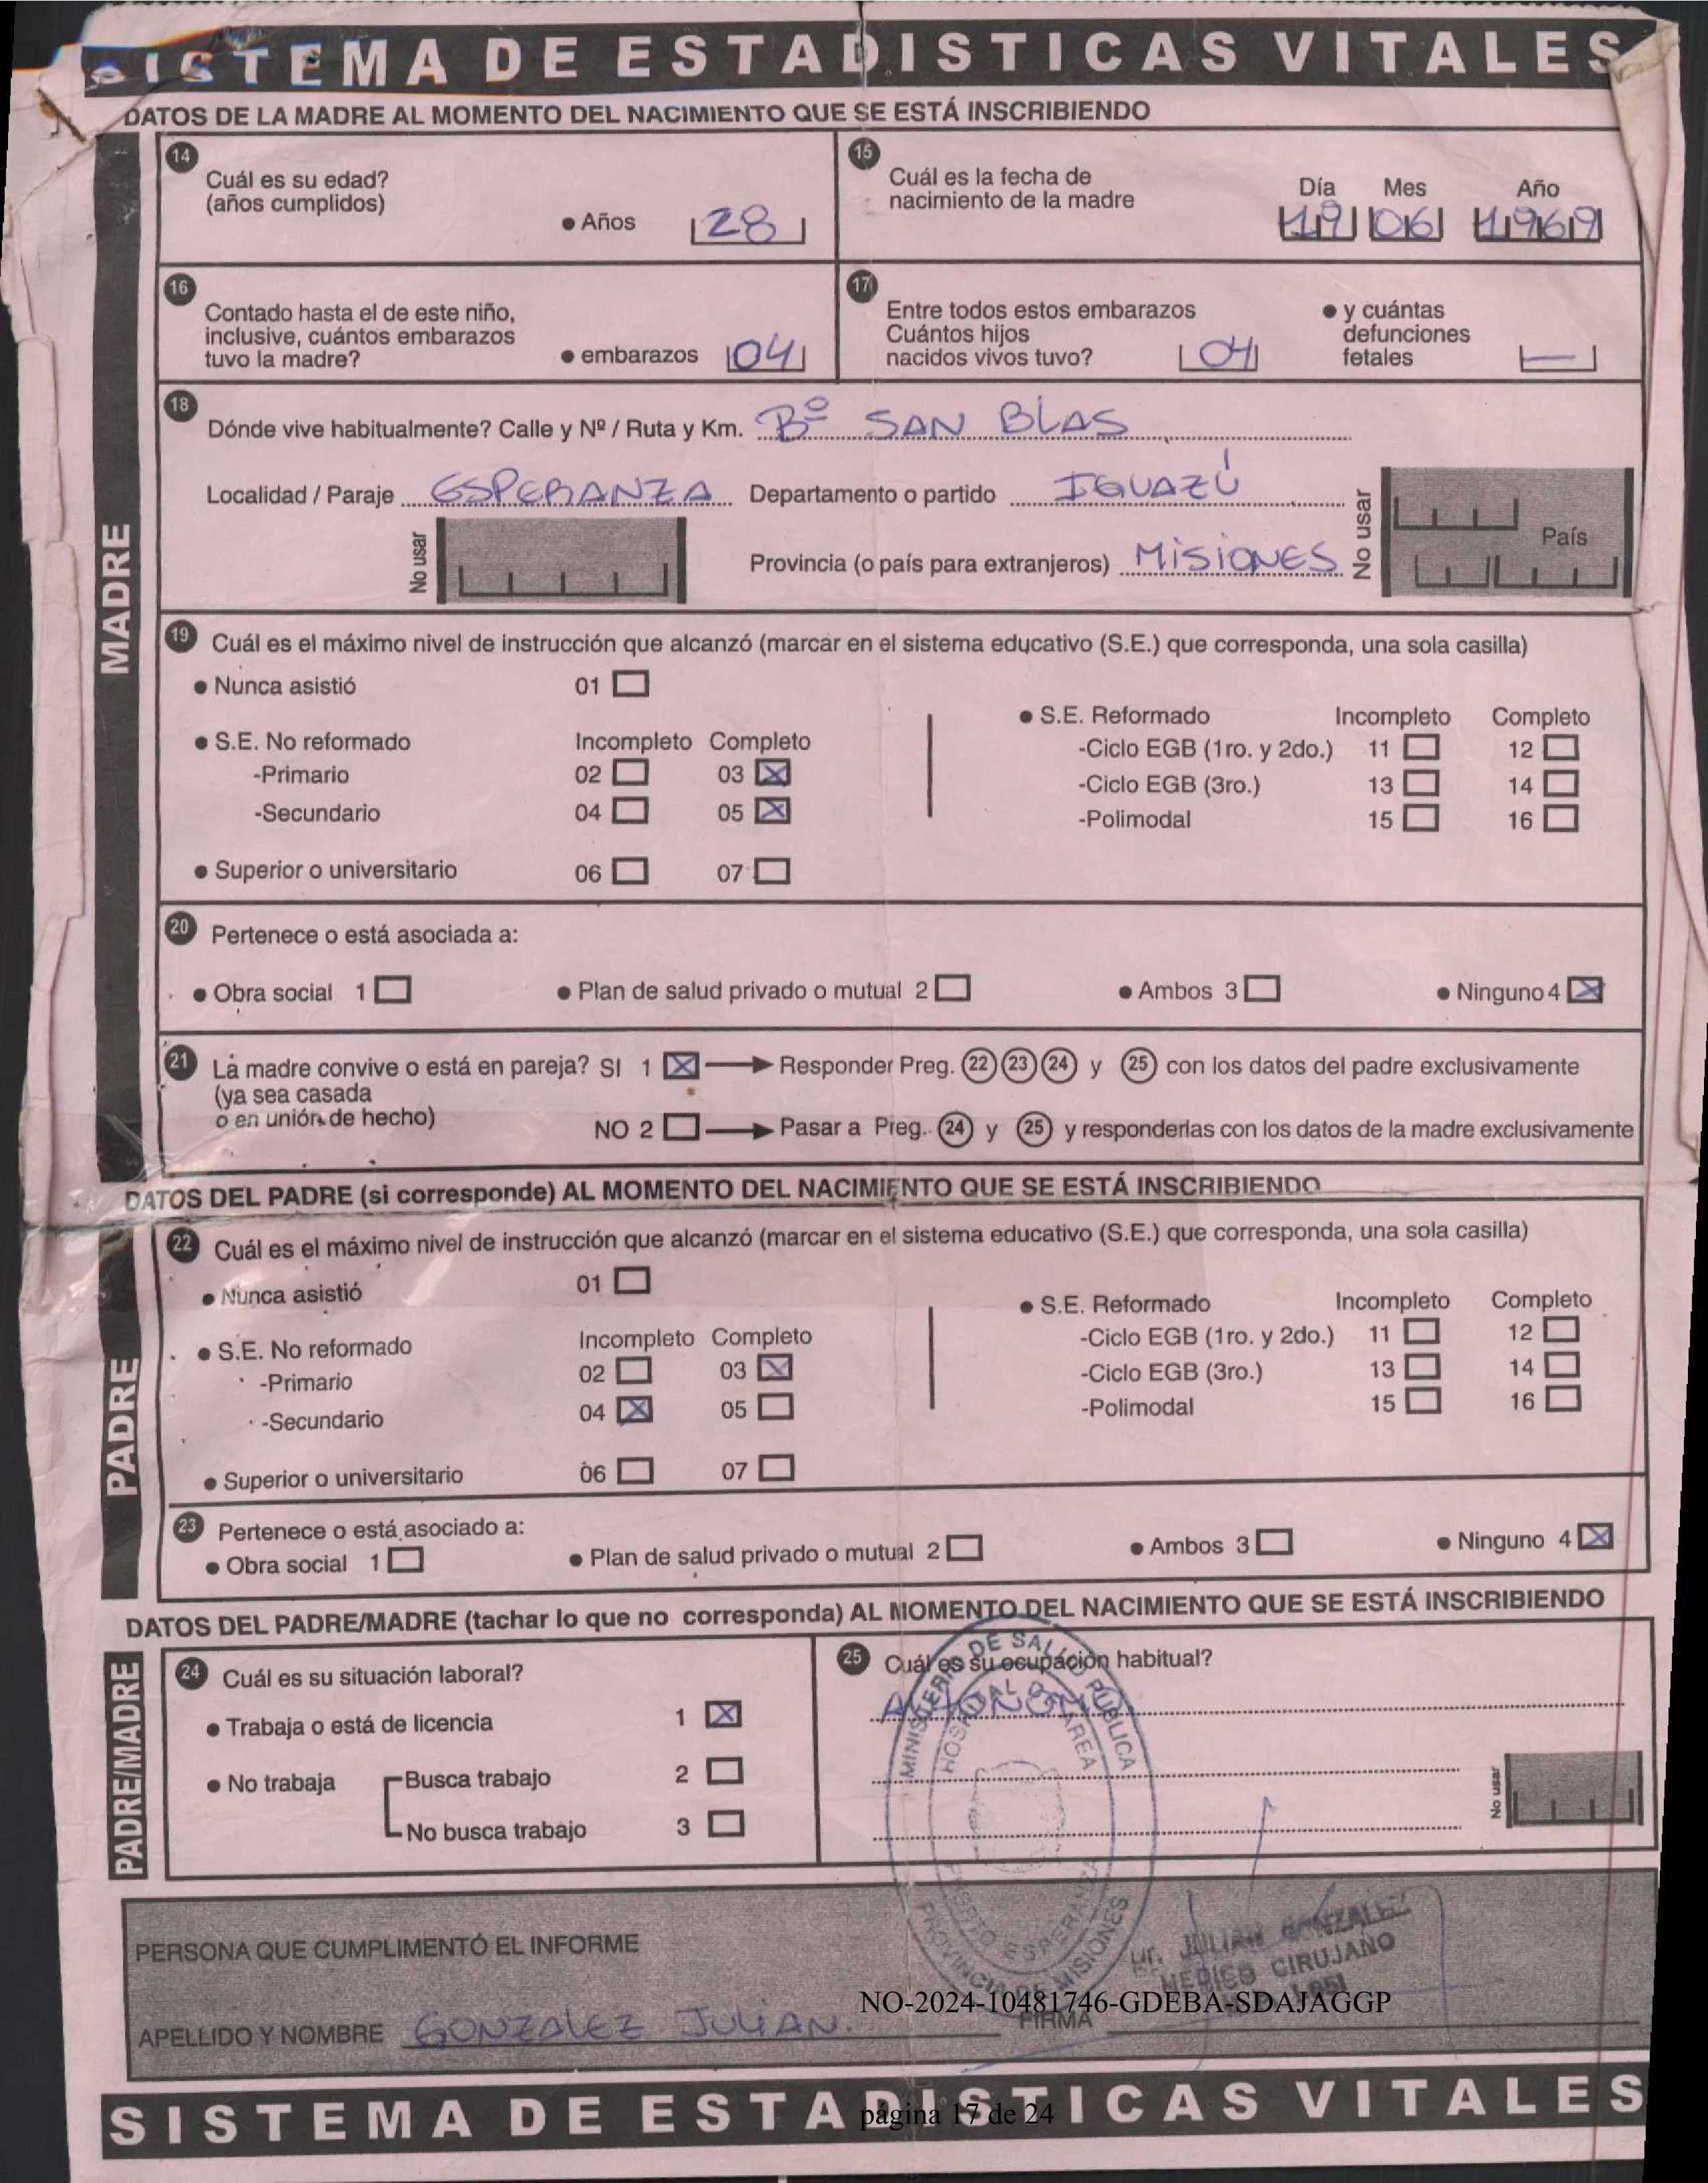 SISTEMA DE ESTADISTICAS VITALES
DATOS DE LA MADRE AL MOMENTO DEL NACIMIENTO QUE SE ESTÁ INSCRIBIENDO
MADRE
14
Cuál es su edad?
(años cumplidos)
• Años 28
15
Cuál es la fecha de
nacimiento de la madre
Día Mes Año
19 06 1969
16
Contado hasta el de este niño,
inclusive, cuántos embarazos
tuvo la madre? • embarazos 04
17
Entre todos estos embarazos
Cuántos hijos
nacidos vivos tuvo? 04
• y cuántas
defunciones
fetales —
18
Dónde vive habitualmente? Calle y Nº / Ruta y Km. Bº SAN BLAS
Localidad / Paraje ESPERANZA Departamento o partido IGUAZÚ
No usar
Provincia (o país para extranjeros) MISIONES
No usar
País
19 Cuál es el máximo nivel de instrucción que alcanzó (marcar en el sistema educativo (S.E.) que corresponda, una sola casilla)
• Nunca asistió 01
• S.E. No reformado Incompleto Completo
-Primario 02 03 X
-Secundario 04 05 X
• Superior o universitario 06 07
• S.E. Reformado Incompleto Completo
-Ciclo EGB (1ro. y 2do.) 11 12
-Ciclo EGB (3ro.) 13 14
-Polimodal 15 16
20 Pertenece o está asociada a:
• Obra social 1 • Plan de salud privado o mutual 2 • Ambos 3 • Ninguno 4 X
21 La madre convive o está en pareja? SI 1 X Responder Preg. 22 23 24 y 25 con los datos del padre exclusivamente
(ya sea casada
o en unión de hecho)
NO 2 Pasar a Preg. 24 y 25 y responderlas con los datos de la madre exclusivamente
DATOS DEL PADRE (si corresponde) AL MOMENTO DEL NACIMIENTO QUE SE ESTÁ INSCRIBIENDO
PADRE
22 Cuál es el máximo nivel de instrucción que alcanzó (marcar en el sistema educativo (S.E.) que corresponda, una sola casilla)
• Nunca asistió 01
• S.E. No reformado Incompleto Completo
-Primario 02 03 X
-Secundario 04 X 05
• Superior o universitario 06 07
• S.E. Reformado Incompleto Completo
-Ciclo EGB (1ro. y 2do.) 11 12
-Ciclo EGB (3ro.) 13 14
-Polimodal 15 16
23 Pertenece o está asociado a:
• Obra social 1 • Plan de salud privado o mutual 2 • Ambos 3 • Ninguno 4 X
DATOS DEL PADRE/MADRE (tachar lo que no corresponda) AL MOMENTO DEL NACIMIENTO QUE SE ESTÁ INSCRIBIENDO
PADRE/MADRE
24 Cuál es su situación laboral?
• Trabaja o está de licencia 1 X
• No trabaja Busca trabajo 2
No busca trabajo 3
25 Cuál es su ocupación habitual?
No usar
MINISTERIO DE SALUD PUBLICA
HOSPITAL DE AREA
PUERTO ESPERANZA
PROVINCIA DE MISIONES
PERSONA QUE CUMPLIMENTÓ EL INFORME
Dr. JULIAN GONZALEZ
MEDICO CIRUJANO
NO-2024-10481746-GDEBA-SDAJAGGP
APELLIDO Y NOMBRE GONZALEZ JULIAN. FIRMA
SISTEMA DE ESTADISTICAS VITALES
página 17 de 24